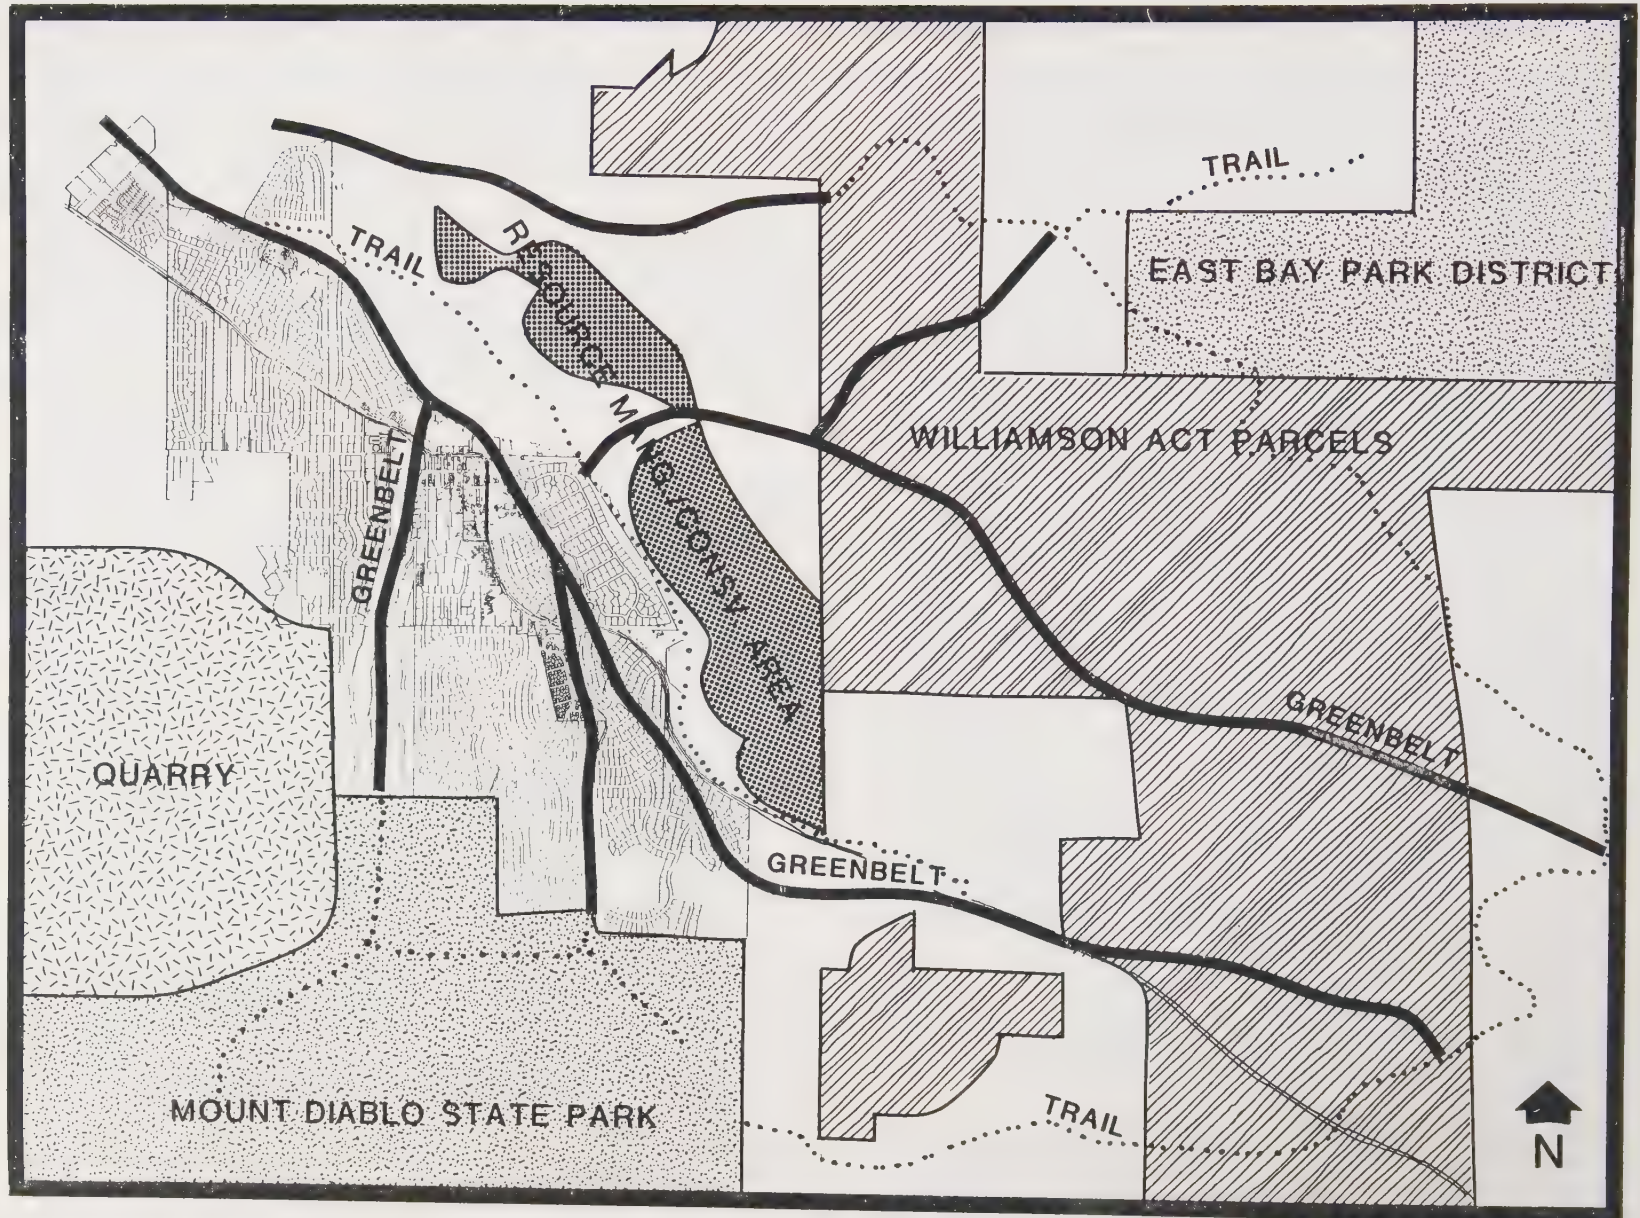 TRAIL
TRAIL
RESOURCE MANG./CONSV. AREA
EAST BAY PARK DISTRICT
WILLIAMSON ACT PARCELS
GREENBELT
GREENBELT
QUARRY
GREENBELT
MOUNT DIABLO STATE PARK
TRAIL
N